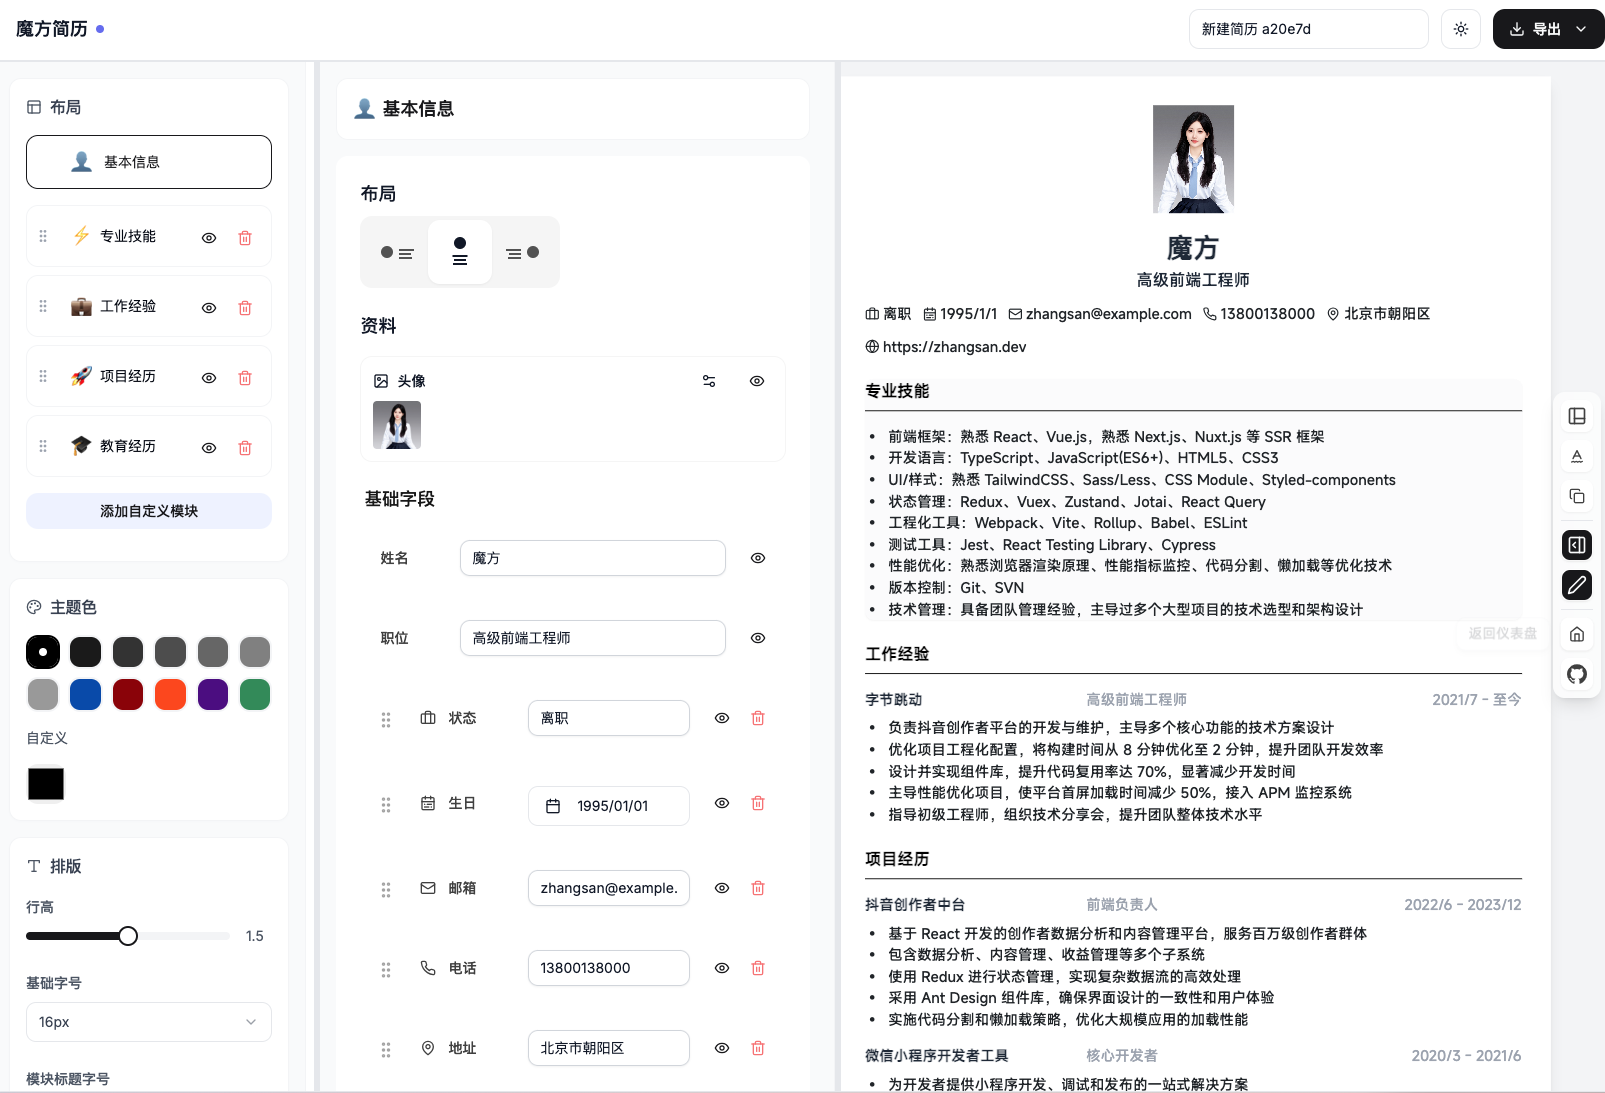 魔方简历
新建简历 a20e7d
导出
布局
基本信息
专业技能
工作经验
项目经历
教育经历
添加自定义模块
主题色
自定义
排版
行高
1.5
基础字号
16px
模块标题字号
基本信息
布局
资料
头像
基础字段
姓名
魔方
职位
高级前端工程师
状态
离职
生日
1995/01/01
邮箱
zhangsan@example.
电话
13800138000
地址
北京市朝阳区
魔方
高级前端工程师
离职 1995/1/1 zhangsan@example.com 13800138000 北京市朝阳区
https://zhangsan.dev
专业技能
• 前端框架：熟悉 React、Vue.js，熟悉 Next.js、Nuxt.js 等 SSR 框架
• 开发语言：TypeScript、JavaScript(ES6+)、HTML5、CSS3
• UI/样式：熟悉 TailwindCSS、Sass/Less、CSS Module、Styled-components
• 状态管理：Redux、Vuex、Zustand、Jotai、React Query
• 工程化工具：Webpack、Vite、Rollup、Babel、ESLint
• 测试工具：Jest、React Testing Library、Cypress
• 性能优化：熟悉浏览器渲染原理、性能指标监控、代码分割、懒加载等优化技术
• 版本控制：Git、SVN
• 技术管理：具备团队管理经验，主导过多个大型项目的技术选型和架构设计
返回仪表盘
工作经验
字节跳动 高级前端工程师 2021/7 - 至今
• 负责抖音创作者平台的开发与维护，主导多个核心功能的技术方案设计
• 优化项目工程化配置，将构建时间从 8 分钟优化至 2 分钟，提升团队开发效率
• 设计并实现组件库，提升代码复用率达 70%，显著减少开发时间
• 主导性能优化项目，使平台首屏加载时间减少 50%，接入 APM 监控系统
• 指导初级工程师，组织技术分享会，提升团队整体技术水平
项目经历
抖音创作者中台 前端负责人 2022/6 - 2023/12
• 基于 React 开发的创作者数据分析和内容管理平台，服务百万级创作者群体
• 包含数据分析、内容管理、收益管理等多个子系统
• 使用 Redux 进行状态管理，实现复杂数据流的高效处理
• 采用 Ant Design 组件库，确保界面设计的一致性和用户体验
• 实施代码分割和懒加载策略，优化大规模应用的加载性能
微信小程序开发者工具 核心开发者 2020/3 - 2021/6
• 为开发者提供小程序开发、调试和发布的一站式解决方案